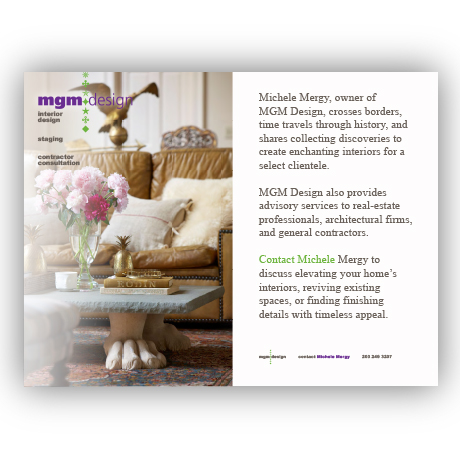 mgm design
interior
design
staging
contractor
consultation
Michele Mergy, owner of
MGM Design, crosses borders,
time travels through history, and
shares collecting discoveries to
create enchanting interiors for a
select clientele.
MGM Design also provides
advisory services to real-estate
professionals, architectural firms,
and general contractors.
Contact Michele Mergy to
discuss elevating your home’s
interiors, reviving existing
spaces, or finding finishing
details with timeless appeal.
mgm design contact Michele Mergy